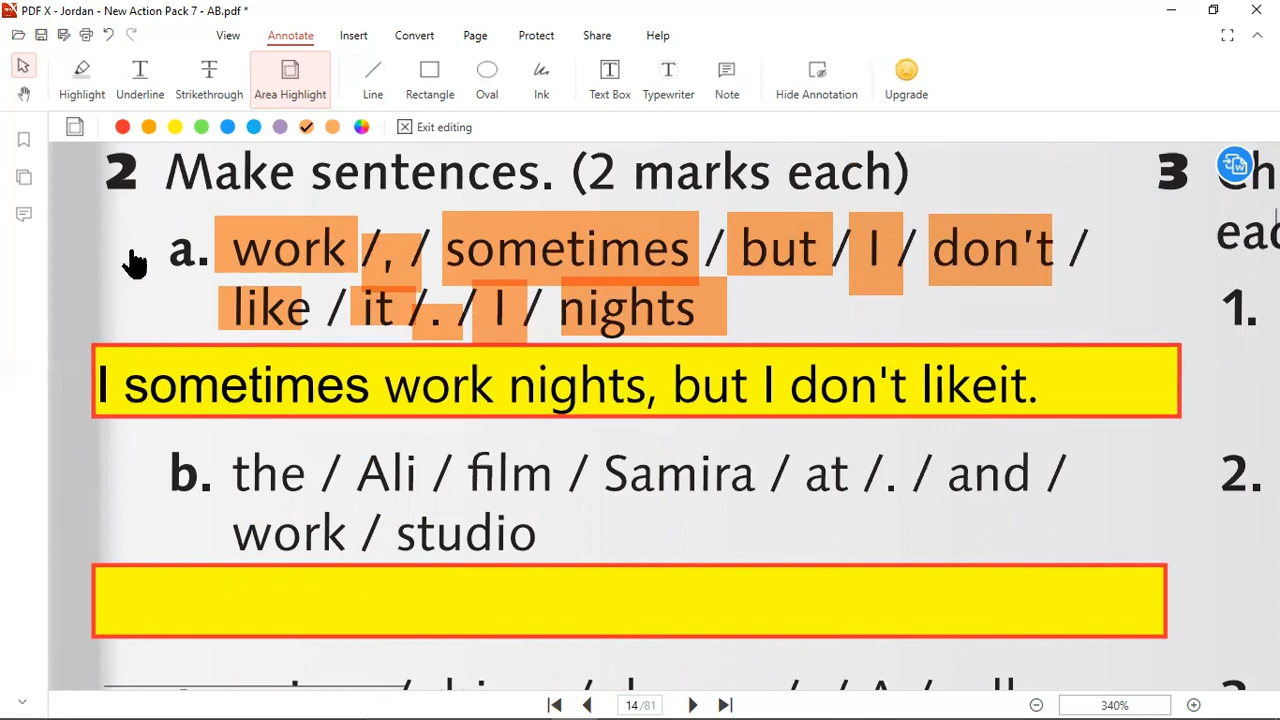 PDF X - Jordan - New Action Pack 7 - AB.pdf *
View Annotate Insert Convert Page Protect Share Help
Highlight Underline Strikethrough Area Highlight Line Rectangle Oval Ink Text Box Typewriter Note Hide Annotation Upgrade
Exit editing
2 Make sentences. (2 marks each)
a. work /, / sometimes / but / I / don't /
like / it /. / I / nights
I sometimes work nights, but I don't likeit.
b. the / Ali / film / Samira / at /. / and /
work / studio
3
1.
2.
14 /81
340%